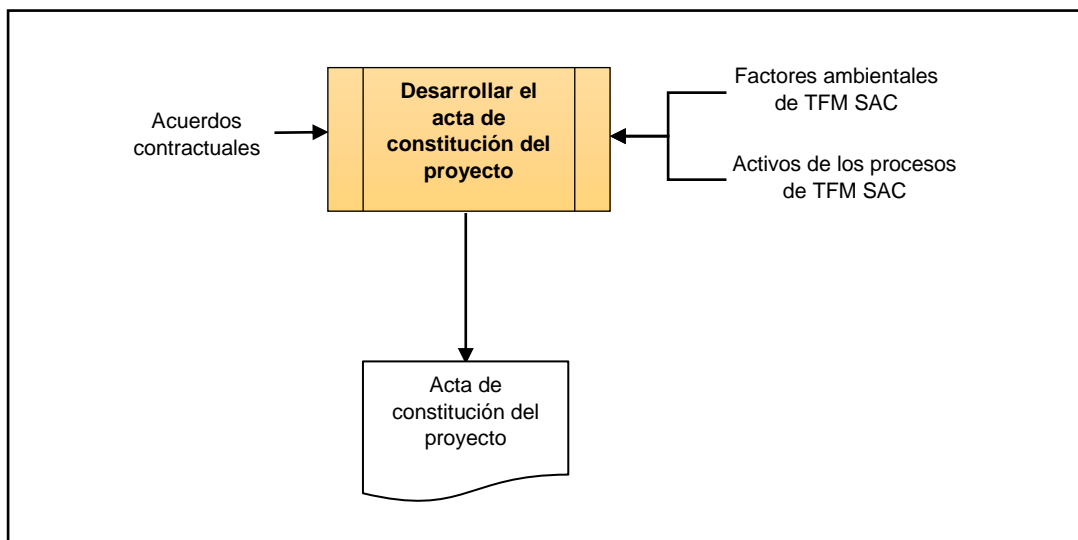 Acuerdos
contractuales
Desarrollar el
acta de
constitución del
proyecto
Factores ambientales
de TFM SAC
Activos de los procesos
de TFM SAC
Acta de
constitución del
proyecto